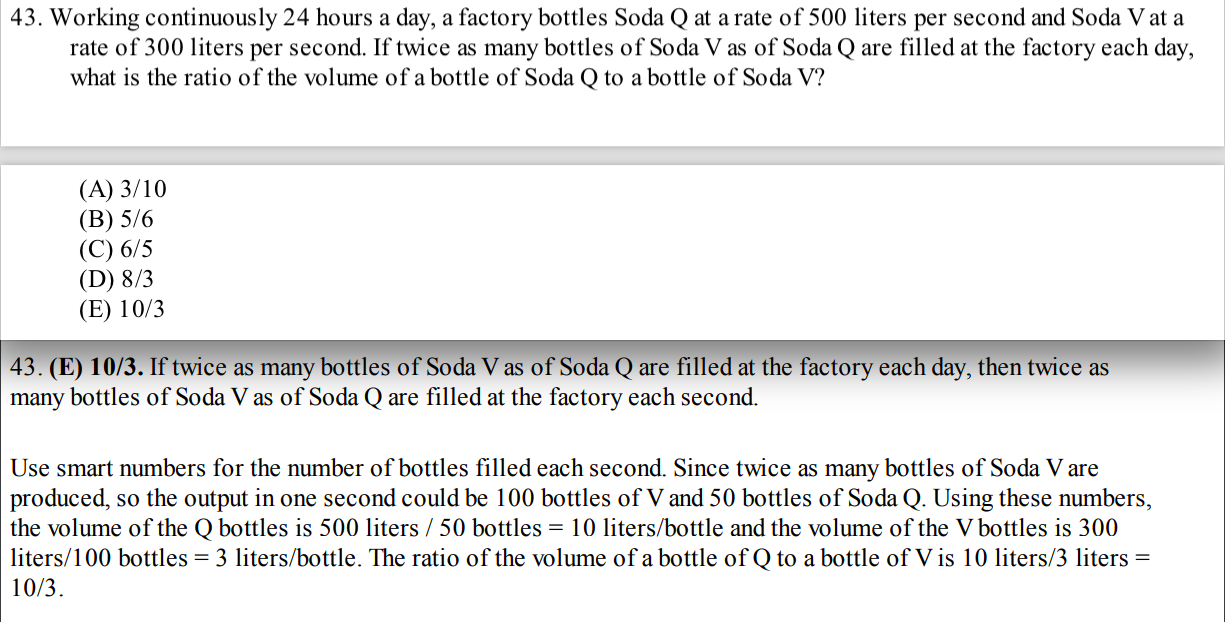 43. Working continuously 24 hours a day, a factory bottles Soda Q at a rate of 500 liters per second and Soda V at a
rate of 300 liters per second. If twice as many bottles of Soda V as of Soda Q are filled at the factory each day,
what is the ratio of the volume of a bottle of Soda Q to a bottle of Soda V?
(A) 3/10
(B) 5/6
(C) 6/5
(D) 8/3
(E) 10/3
43. (E) 10/3. If twice as many bottles of Soda V as of Soda Q are filled at the factory each day, then twice as
many bottles of Soda V as of Soda Q are filled at the factory each second.
Use smart numbers for the number of bottles filled each second. Since twice as many bottles of Soda V are
produced, so the output in one second could be 100 bottles of V and 50 bottles of Soda Q. Using these numbers,
the volume of the Q bottles is 500 liters / 50 bottles = 10 liters/bottle and the volume of the V bottles is 300
liters/100 bottles = 3 liters/bottle. The ratio of the volume of a bottle of Q to a bottle of V is 10 liters/3 liters =
10/3.